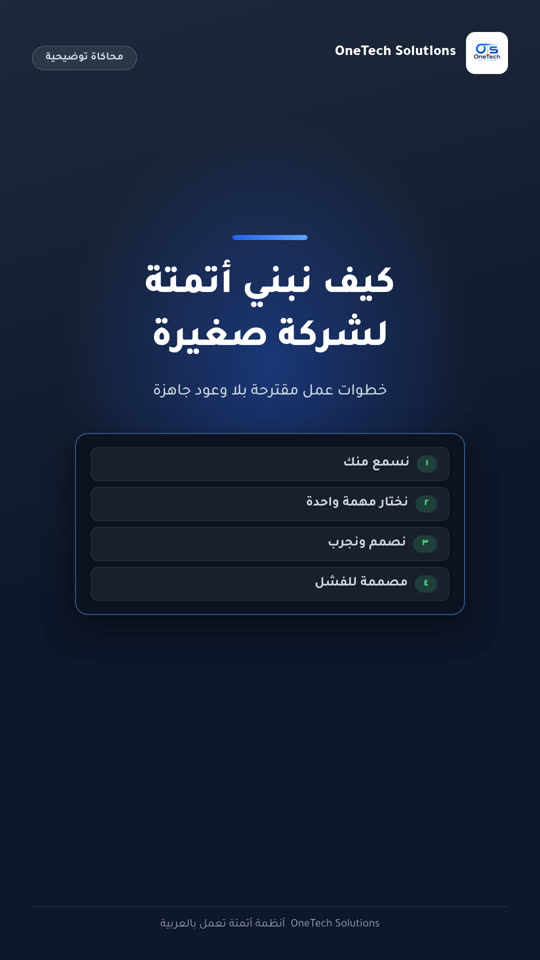 OneTech Solutions
OneTech
محاكاة توضيحية
كيف نبني أتمتة
لشركة صغيرة
خطوات عمل مقترحة بلا وعود جاهزة
١ نسمع منك
٢ نختار مهمة واحدة
٣ نصمم ونجرب
٤ مصممة للفشل
OneTech Solutions أنظمة أتمتة تعمل بالعربية